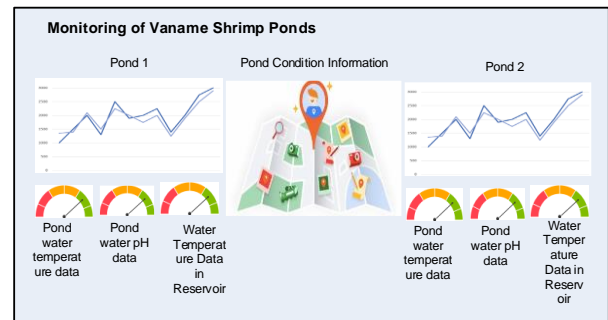 Monitoring of Vaname Shrimp Ponds
Pond 1
Pond Condition Information
Pond 2
Pond
water
temperat
ure data
Pond
water pH
data
Water
Temperat
ure Data
in
Reservoir
Pond
water
temperat
ure data
Pond
water pH
data
Water
Temper
ature
Data in
Reserv
oir